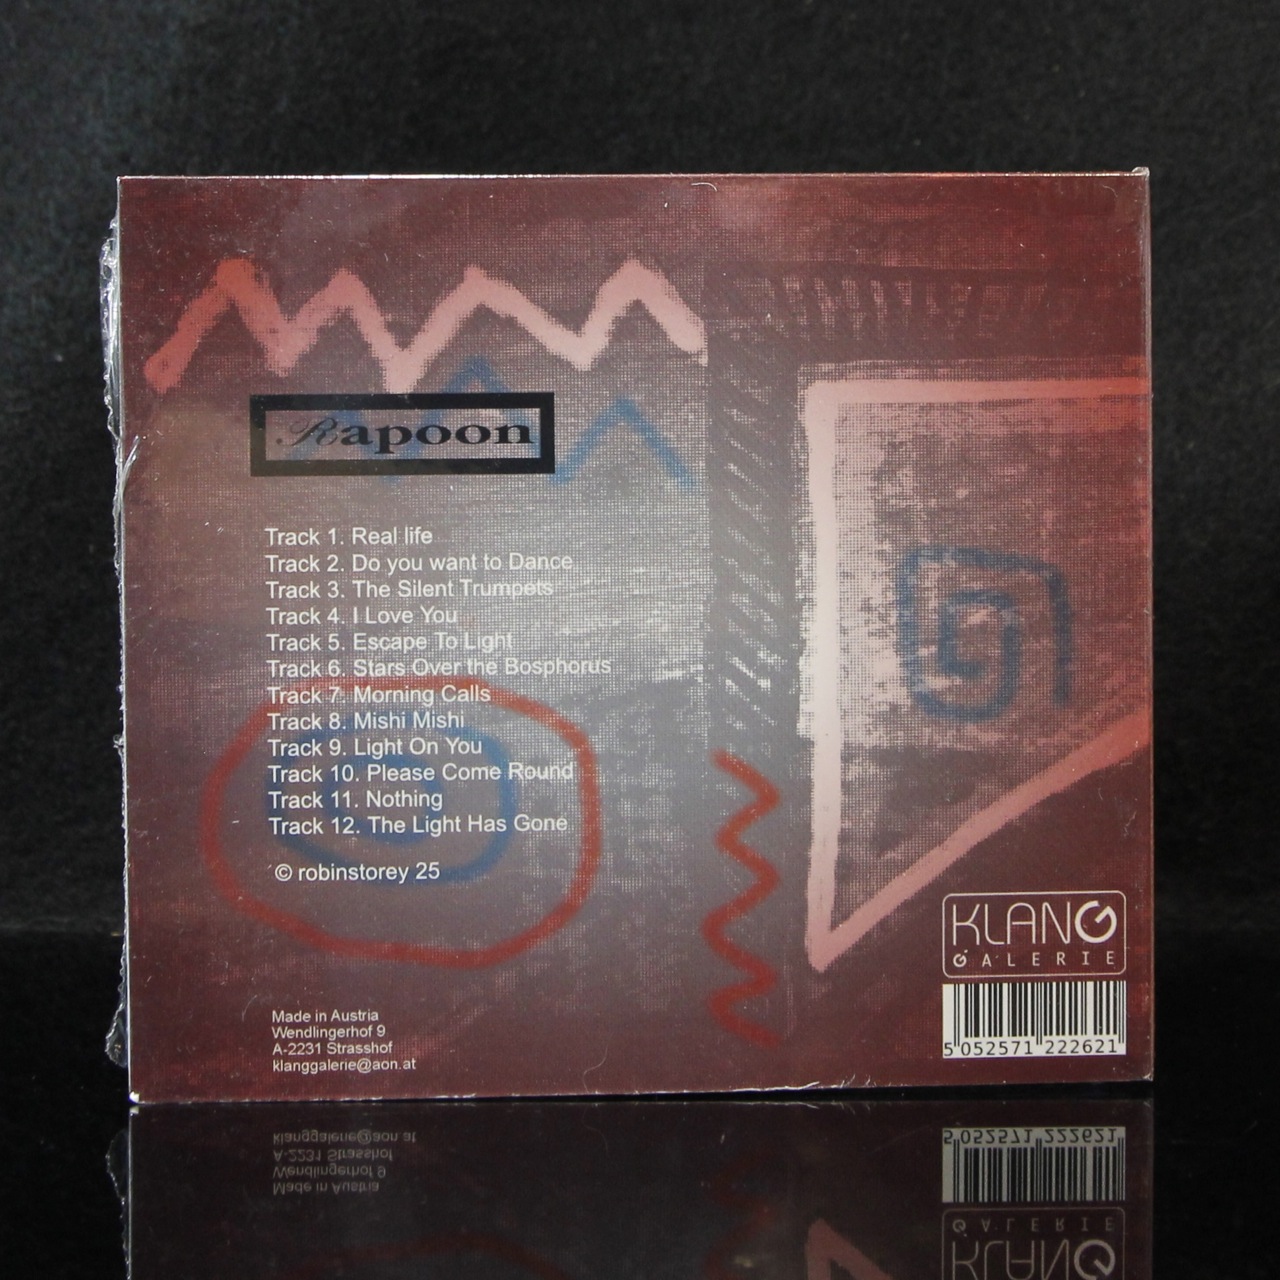 Rapoon
Track 1. Real life
Track 2. Do you want to Dance
Track 3. The Silent Trumpets
Track 4. I Love You
Track 5. Escape To Light
Track 6. Stars Over the Bosphorus
Track 7. Morning Calls
Track 8. Mishi Mishi
Track 9. Light On You
Track 10. Please Come Round
Track 11. Nothing
Track 12. The Light Has Gone
© robinstorey 25
Made in Austria
Wendlingerhof 9
A-2231 Strasshof
klanggalerie@aon.at
KLANG
GALERIE
5 052571 222621